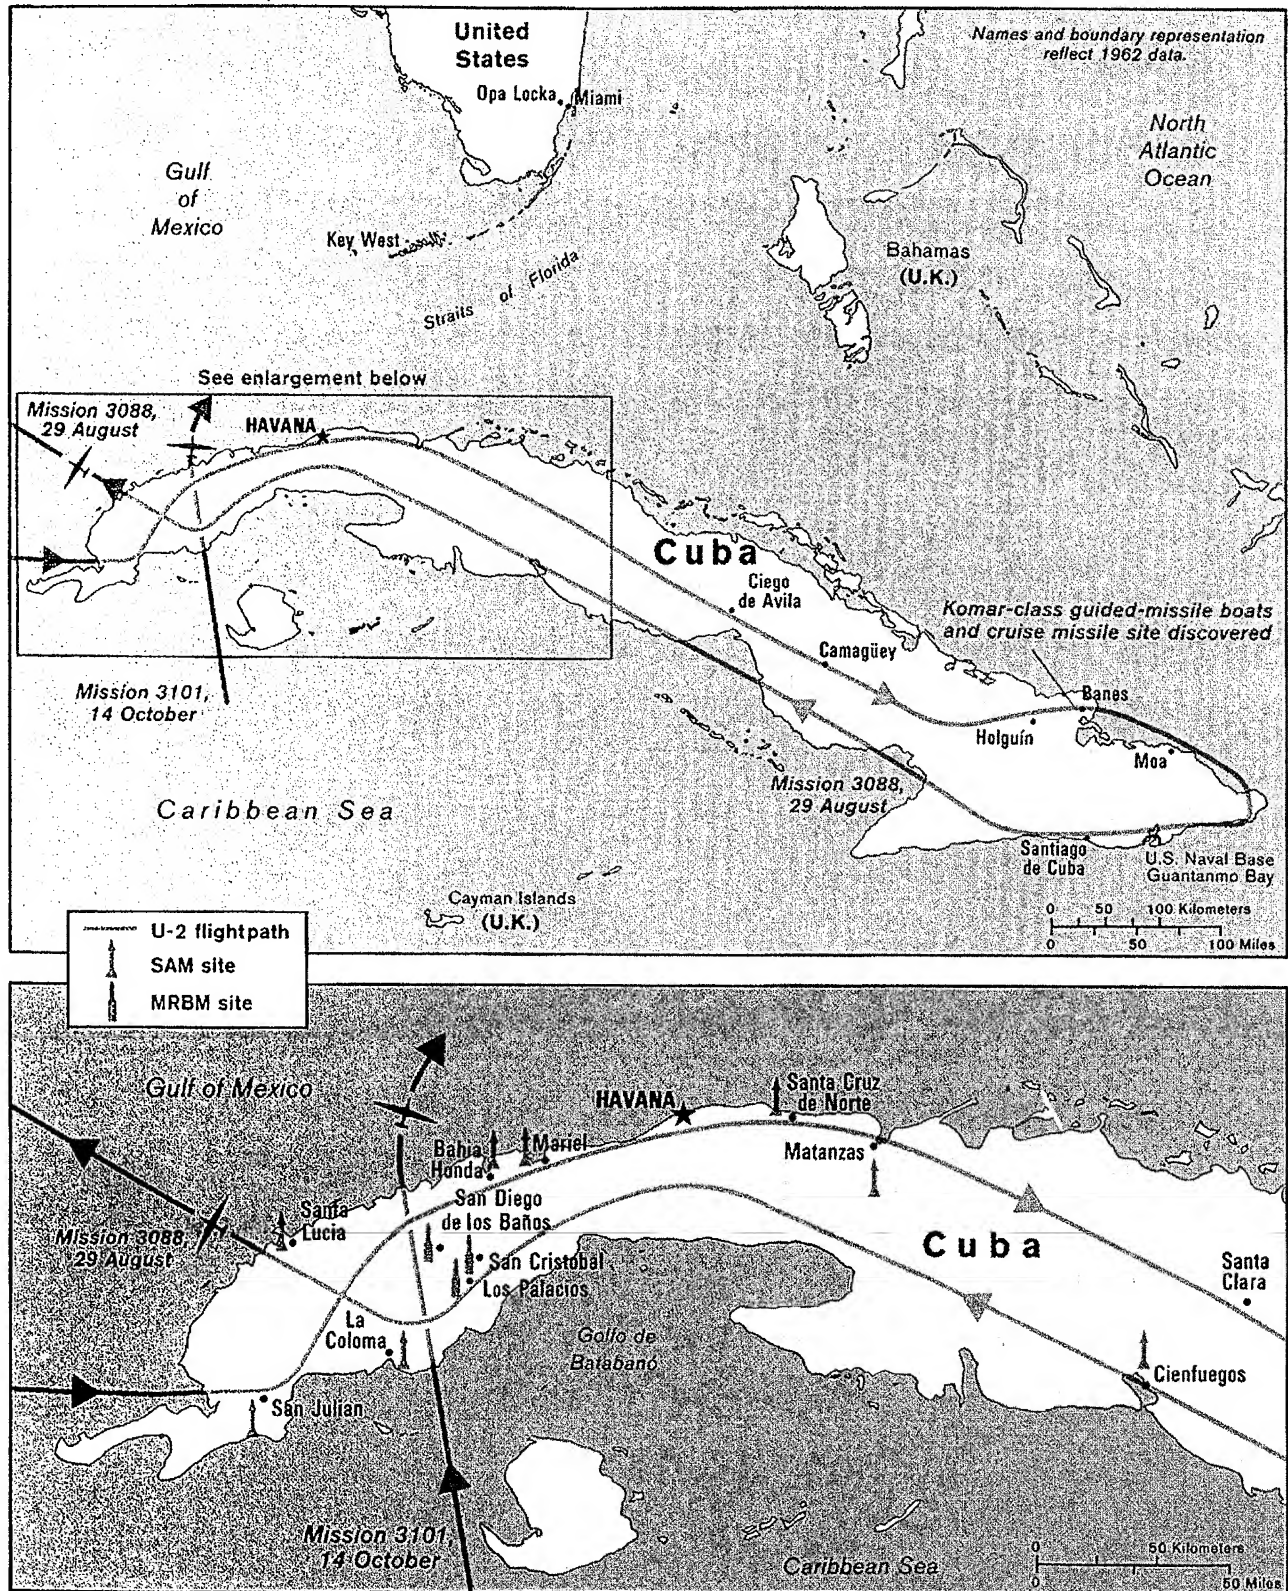 Names and boundary representation
reflect 1962 data.
United
States
Opa Locka
Miami
North
Atlantic
Ocean
Gulf
of
Mexico
Key West
Straits of Florida
Bahamas
(U.K.)
See enlargement below
Mission 3088,
29 August
HAVANA
Cuba
Ciego
de Avila
Komar-class guided-missile boats
and cruise missile site discovered
Camagüey
Banes
Holguín
Moa
Mission 3101,
14 October
Mission 3088,
29 August
Caribbean Sea
Santiago
de Cuba
U.S. Naval Base
Guantanmo Bay
Cayman Islands
(U.K.)
0 50 100 Kilometers
0 50 100 Miles
U-2 flightpath
SAM site
MRBM site
Gulf of Mexico
HAVANA
Santa Cruz
de Norte
Mariel
Bahia
Honda
Matanzas
San Diego
de los Baños
Santa
Lucia
Mission 3088,
29 August
Cuba
San Cristobal
Los Palacios
Santa
Clara
La
Coloma
Golfo de
Batabanó
Cienfuegos
San Julian
Mission 3101,
14 October
Caribbean Sea
0 50 Kilometers
0 50 Miles